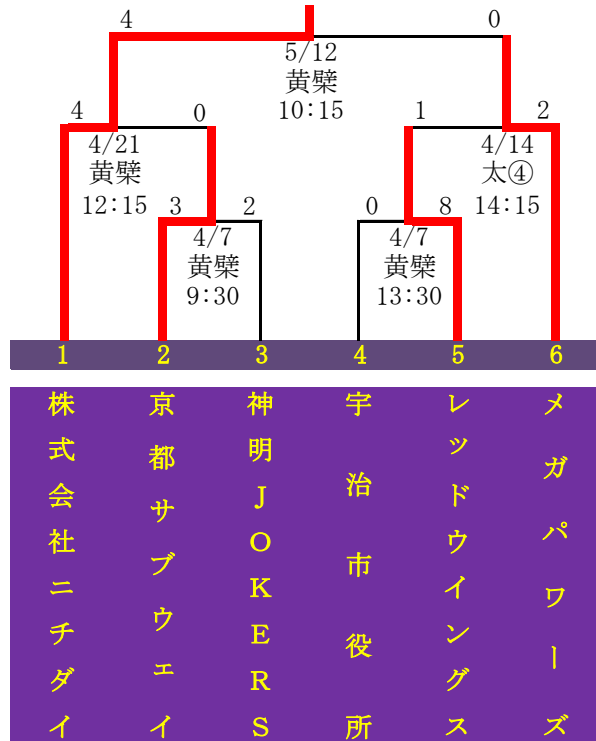 4 0
5/12
黄檗
10:15
4 0 1 2
4/21
黄檗
12:15
4/14
太④
14:15
3 2 0 8
4/7
黄檗
9:30
4/7
黄檗
13:30
1 2 3 4 5 6
株式会社ニチダイ
京都サブウェイ
神明JOKERS
宇治市役所
レッドウイングス
メガパワーズ